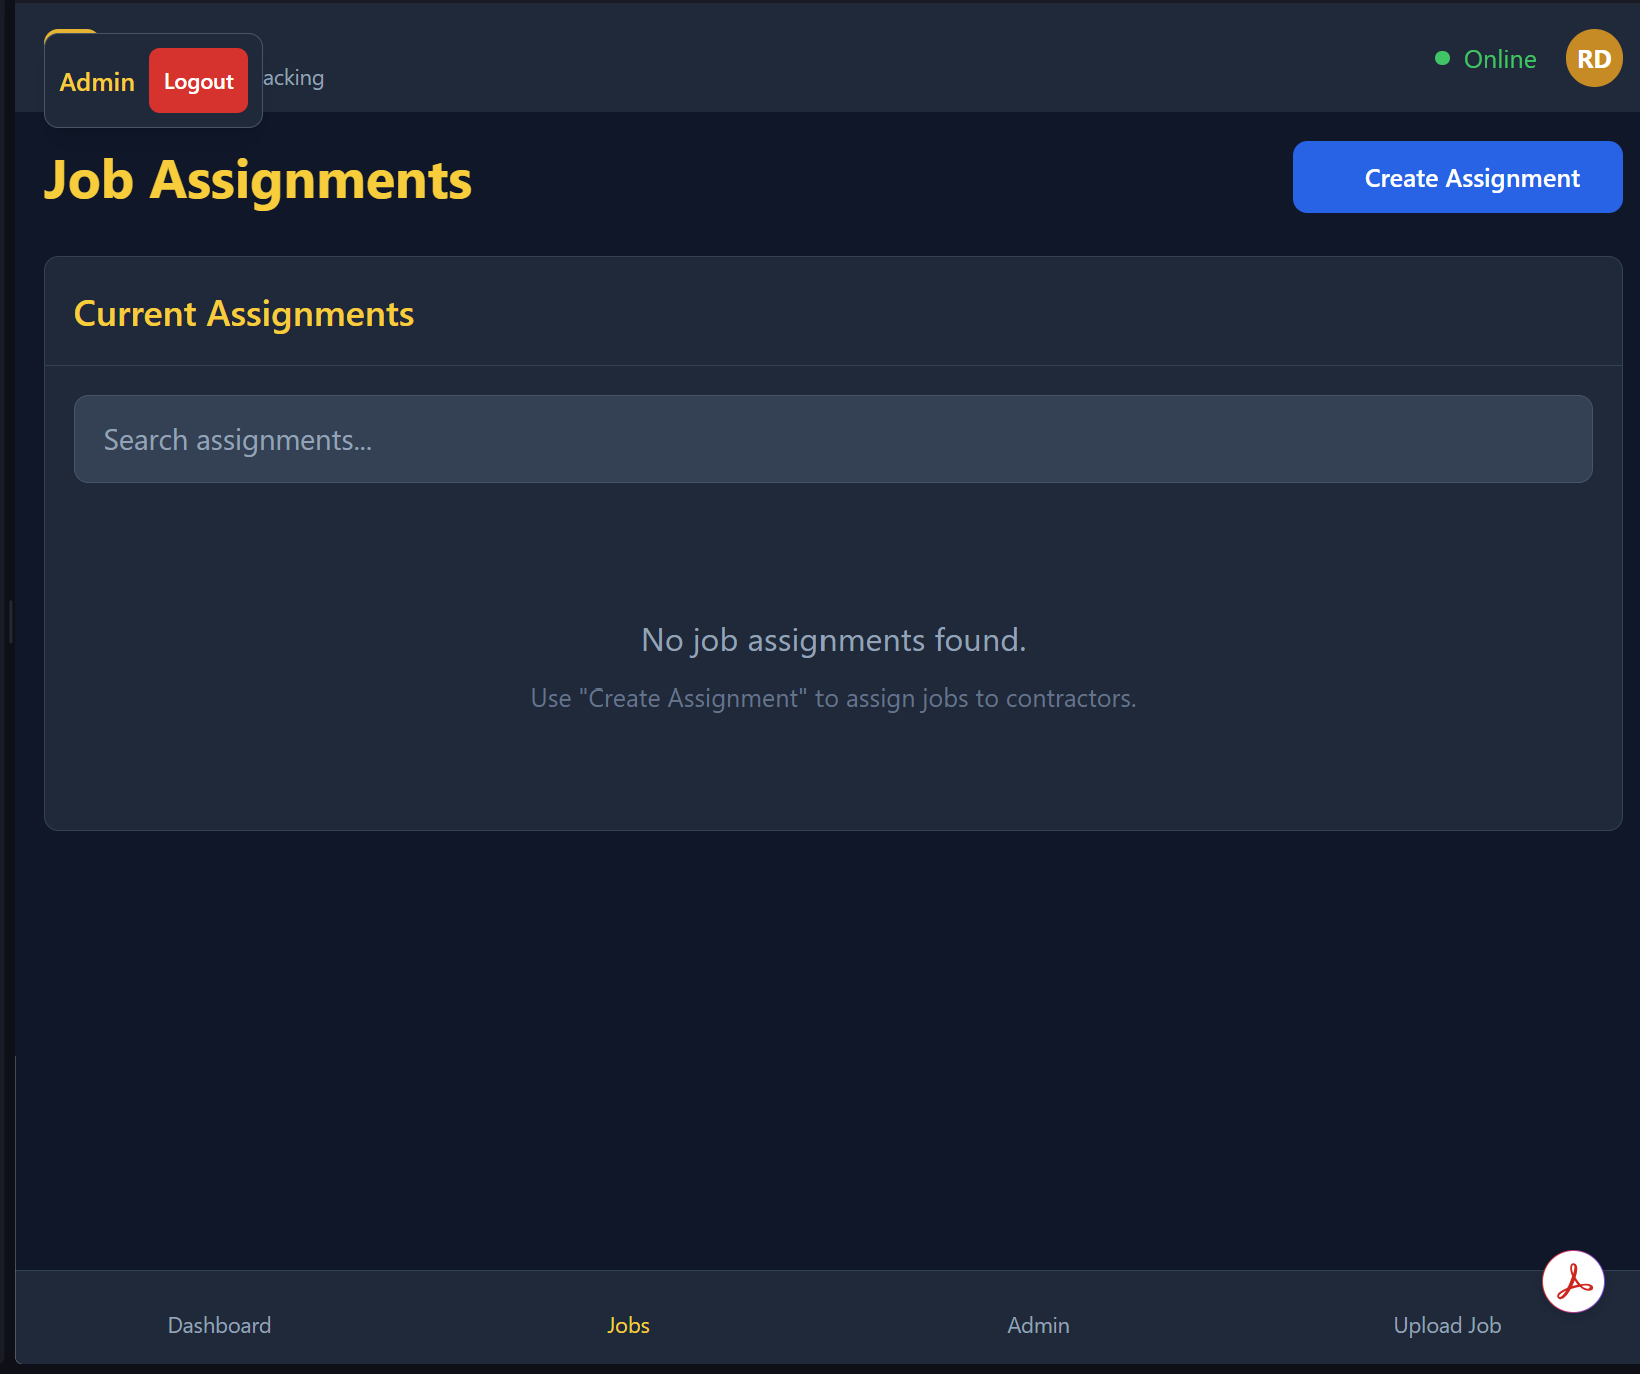 Admin Logout
acking
Online
RD
Job Assignments
Create Assignment
Current Assignments
Search assignments...
No job assignments found.
Use "Create Assignment" to assign jobs to contractors.
Dashboard
Jobs
Admin
Upload Job